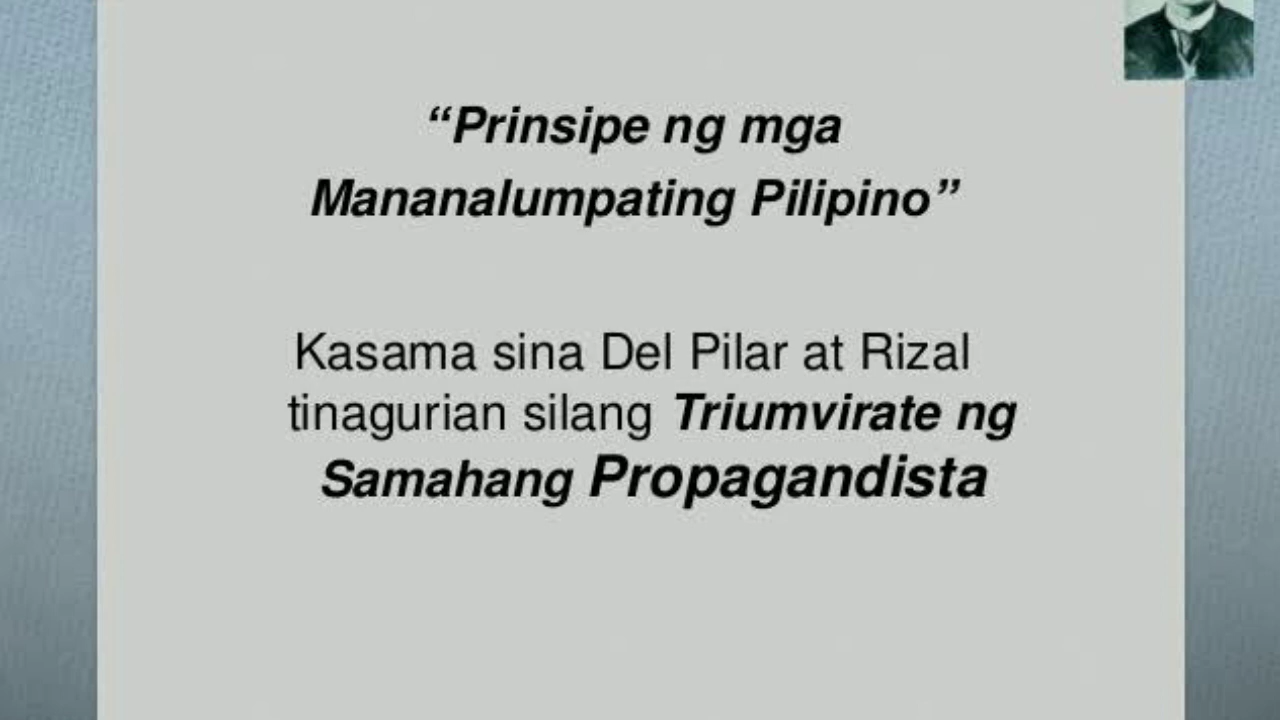 “Prinsipe ng mga
Mananalumpating Pilipino”
Kasama sina Del Pilar at Rizal
tinagurian silang Triumvirate ng
Samahang Propagandista